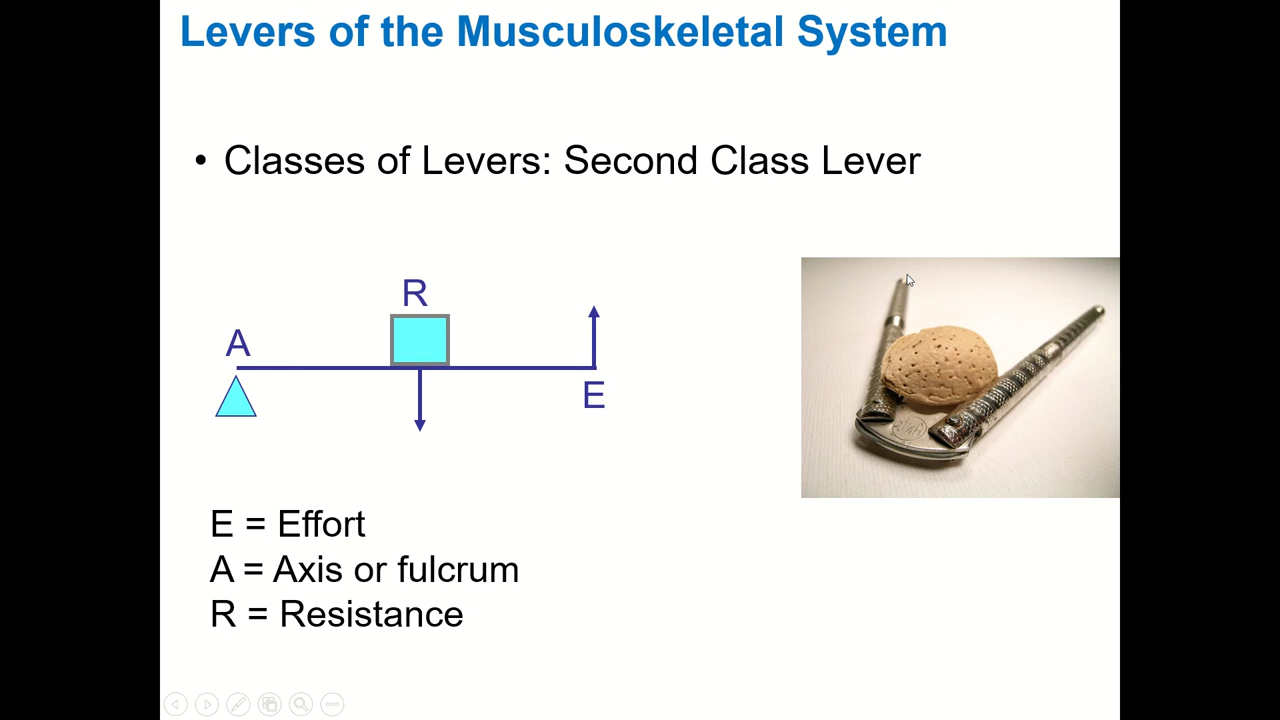 Levers of the Musculoskeletal System
• Classes of Levers: Second Class Lever
R
A
E
E = Effort
A = Axis or fulcrum
R = Resistance